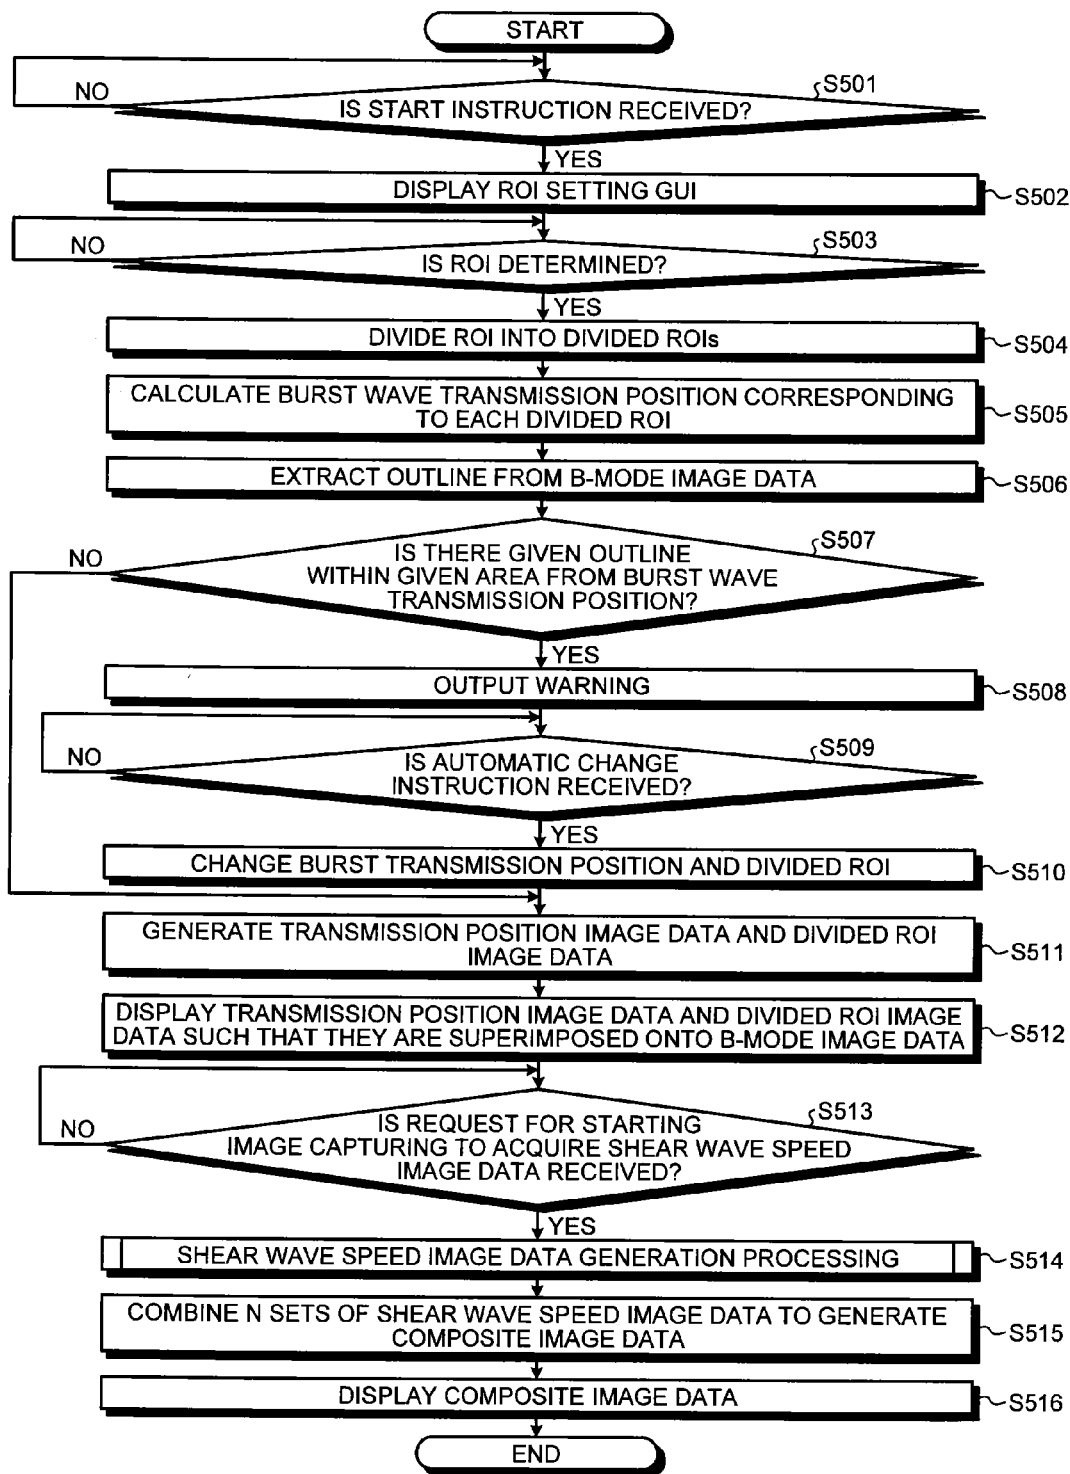 START
NO
IS START INSTRUCTION RECEIVED?
S501
YES
DISPLAY ROI SETTING GUI
S502
NO
IS ROI DETERMINED?
S503
YES
DIVIDE ROI INTO DIVIDED ROIs
S504
CALCULATE BURST WAVE TRANSMISSION POSITION CORRESPONDING
TO EACH DIVIDED ROI
S505
EXTRACT OUTLINE FROM B-MODE IMAGE DATA
S506
NO
IS THERE GIVEN OUTLINE
WITHIN GIVEN AREA FROM BURST WAVE
TRANSMISSION POSITION?
S507
YES
OUTPUT WARNING
S508
NO
IS AUTOMATIC CHANGE
INSTRUCTION RECEIVED?
S509
YES
CHANGE BURST TRANSMISSION POSITION AND DIVIDED ROI
S510
GENERATE TRANSMISSION POSITION IMAGE DATA AND DIVIDED ROI
IMAGE DATA
S511
DISPLAY TRANSMISSION POSITION IMAGE DATA AND DIVIDED ROI IMAGE
DATA SUCH THAT THEY ARE SUPERIMPOSED ONTO B-MODE IMAGE DATA
S512
NO
IS REQUEST FOR STARTING
IMAGE CAPTURING TO ACQUIRE SHEAR WAVE SPEED
IMAGE DATA RECEIVED?
S513
YES
SHEAR WAVE SPEED IMAGE DATA GENERATION PROCESSING
S514
COMBINE N SETS OF SHEAR WAVE SPEED IMAGE DATA TO GENERATE
COMPOSITE IMAGE DATA
S515
DISPLAY COMPOSITE IMAGE DATA
S516
END